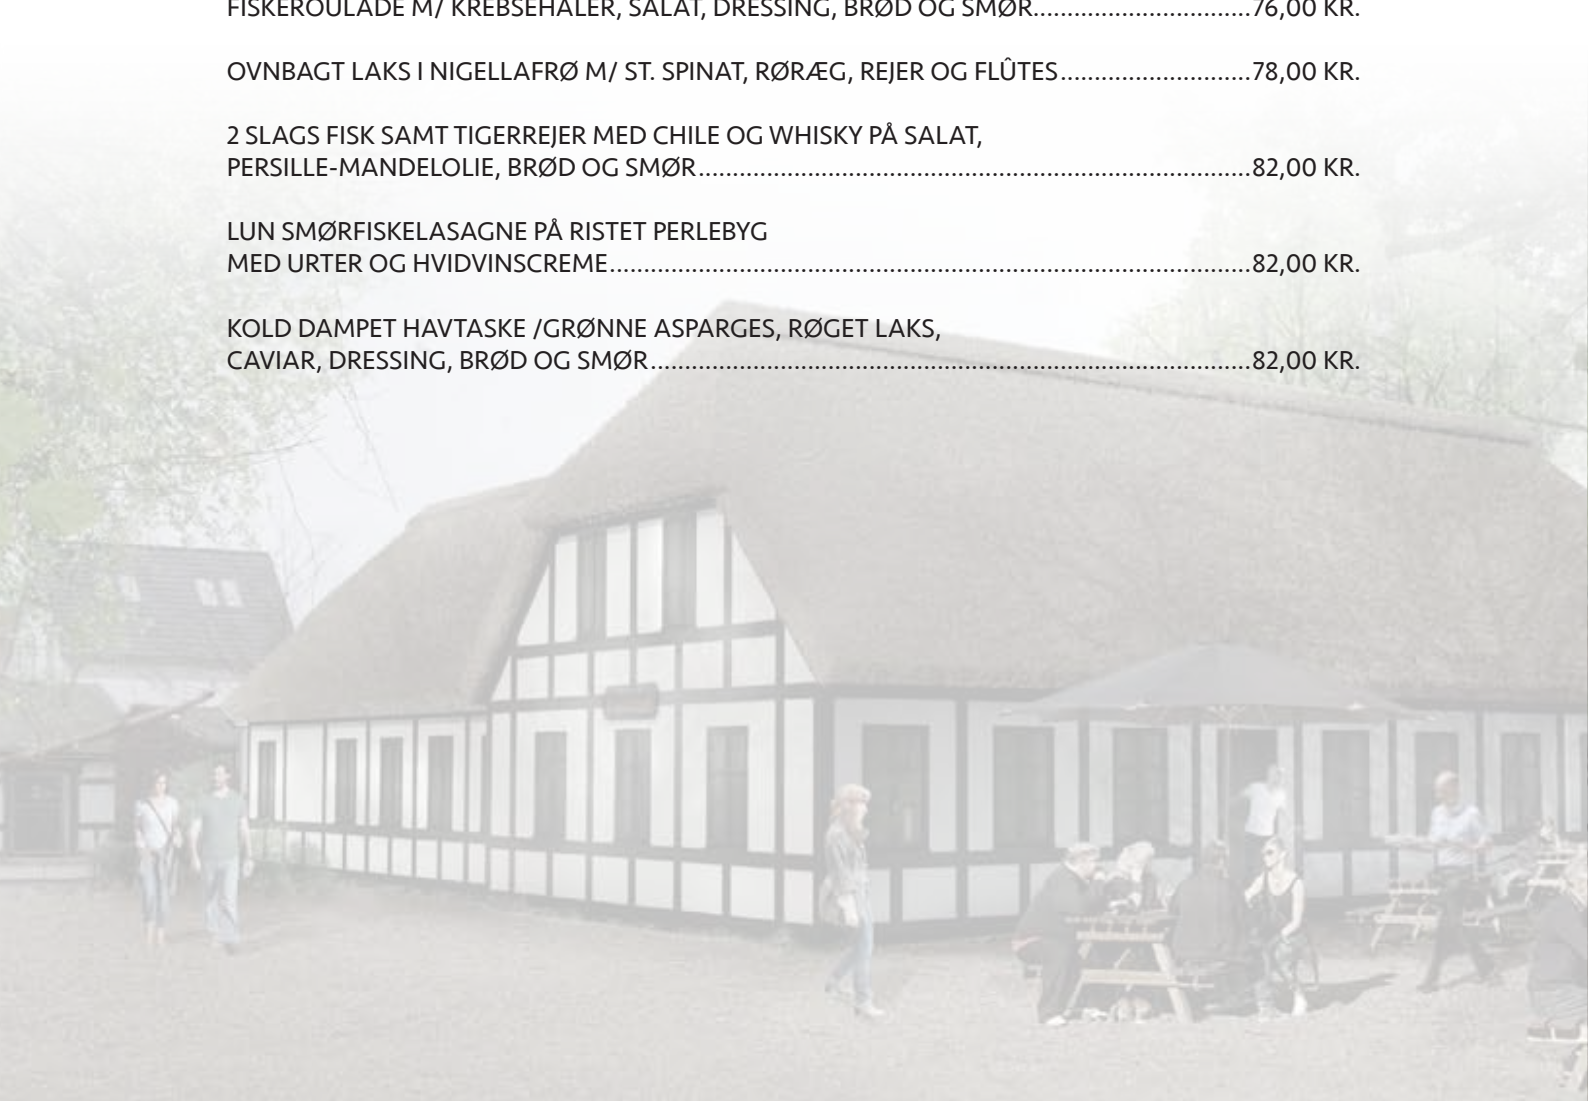 FISKEROULADE M/ KREBSEHALER, SALAT, DRESSING, BRØD OG SMØR................................76,00 KR.
OVNBAGT LAKS I NIGELLAFRØ M/ ST. SPINAT, RØRÆG, REJER OG FLÛTES............................78,00 KR.
2 SLAGS FISK SAMT TIGERREJER MED CHILE OG WHISKY PÅ SALAT,
PERSILLE-MANDELOLIE, BRØD OG SMØR.................................................................................82,00 KR.
LUN SMØRFISKELASAGNE PÅ RISTET PERLEBYG
MED URTER OG HVIDVINSCREME..............................................................................................82,00 KR.
KOLD DAMPET HAVTASKE /GRØNNE ASPARGES, RØGET LAKS,
CAVIAR, DRESSING, BRØD OG SMØR........................................................................................82,00 KR.